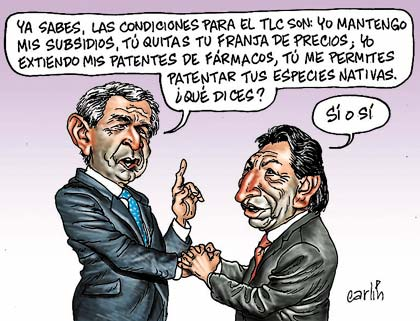 YA SABES, LAS CONDICIONES PARA EL TLC SON: YO MANTENGO
MIS SUBSIDIOS, TÚ QUITAS TU FRANJA DE PRECIOS; YO
EXTIENDO MIS PATENTES DE FÁRMACOS, TÚ ME PERMITES
PATENTAR TUS ESPECIES NATIVAS.
¿QUÉ DICES?
SÍ O SÍ
carlín